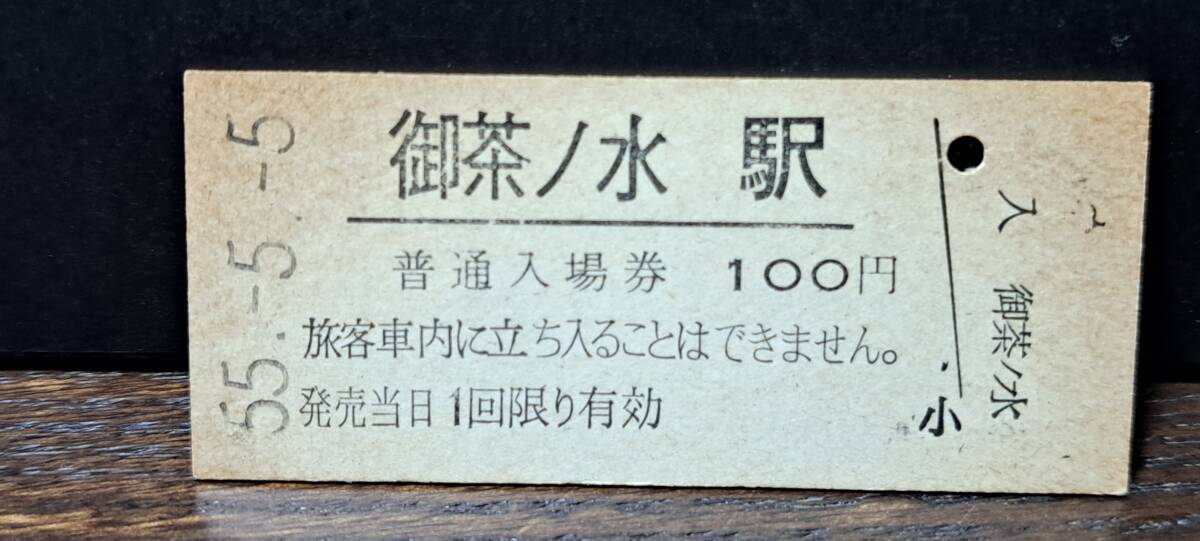 御茶ノ水 駅
普通入場券 100円
旅客車内に立ち入ることはできません。
発売当日1回限り有効
55.-5.-5
小
入 御茶ノ水